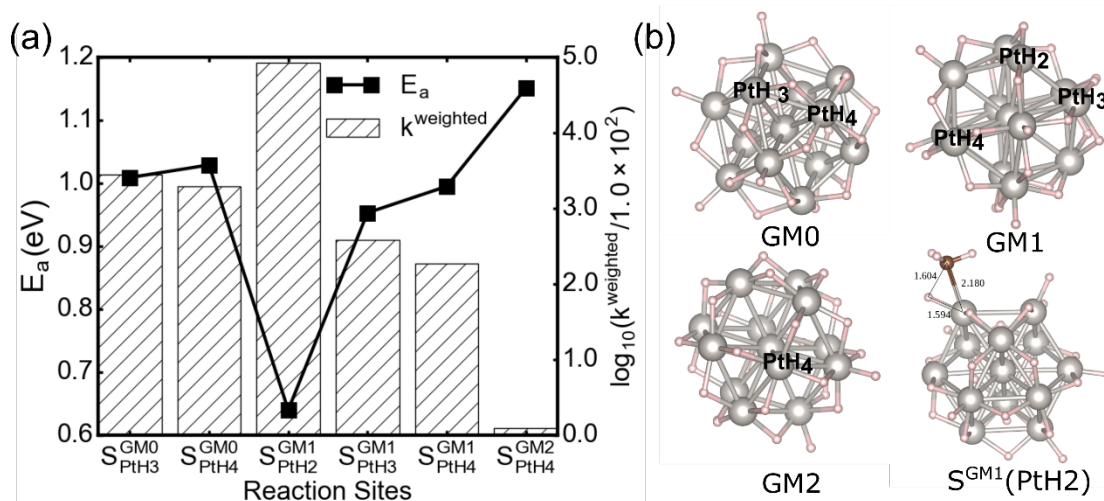 (a)
1.2
1.1
1.0
0.9
0.8
0.7
0.6
E_a (eV)
5.0
4.0
3.0
2.0
1.0
0.0
log₁₀(k^weighted/1.0 × 10²)
E_a
k^weighted
S^GM0_PtH3
S^GM0_PtH4
S^GM1_PtH2
S^GM1_PtH3
S^GM1_PtH4
S^GM2_PtH4
Reaction Sites
(b)
PtH 3
PtH4
GM0
PtH2
PtH3
PtH4
GM1
PtH4
GM2
1.604
2.180
1.594
S^GM1(PtH2)